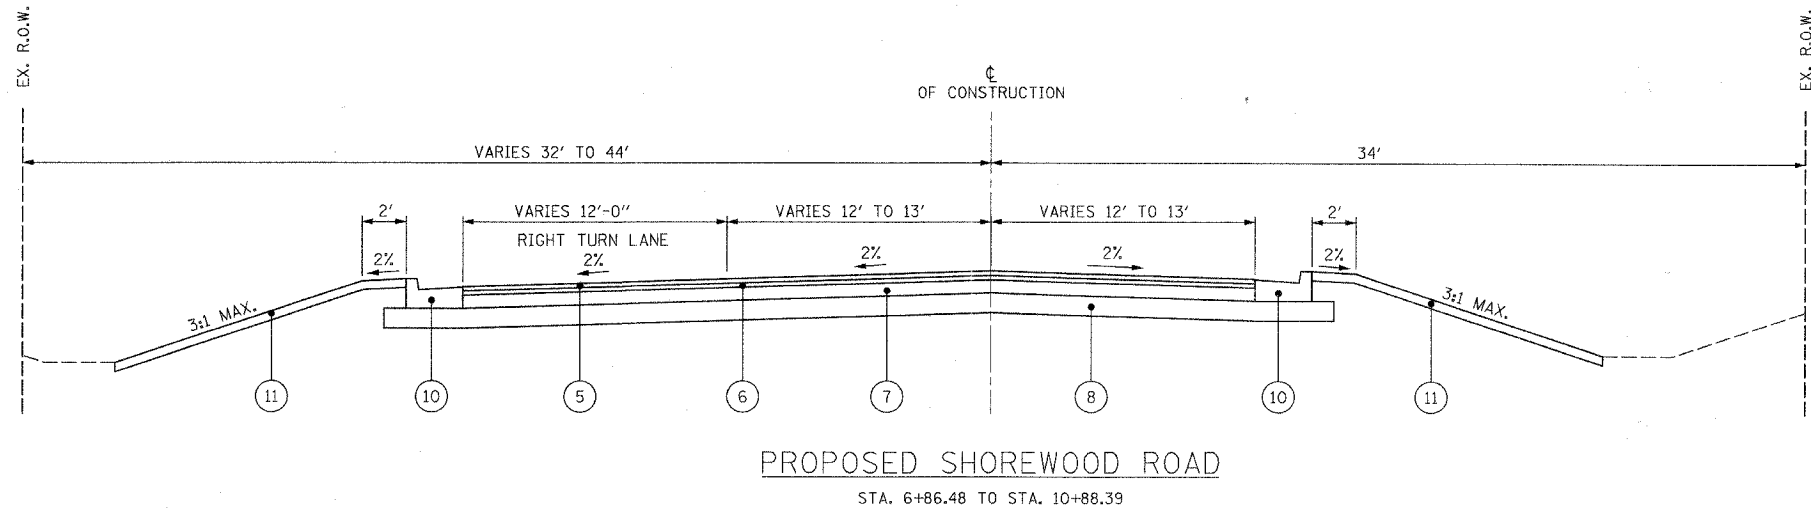 EX. R.O.W.
EX. R.O.W.
℄
OF CONSTRUCTION
VARIES 32' TO 44'
34'
2'
VARIES 12'-0"
VARIES 12' TO 13'
VARIES 12' TO 13'
2'
RIGHT TURN LANE
2%
2%
2%
2%
2%
3:1 MAX.
3:1 MAX.
11
10
5
6
7
8
10
11
PROPOSED SHOREWOOD ROAD
STA. 6+86.48 TO STA. 10+88.39